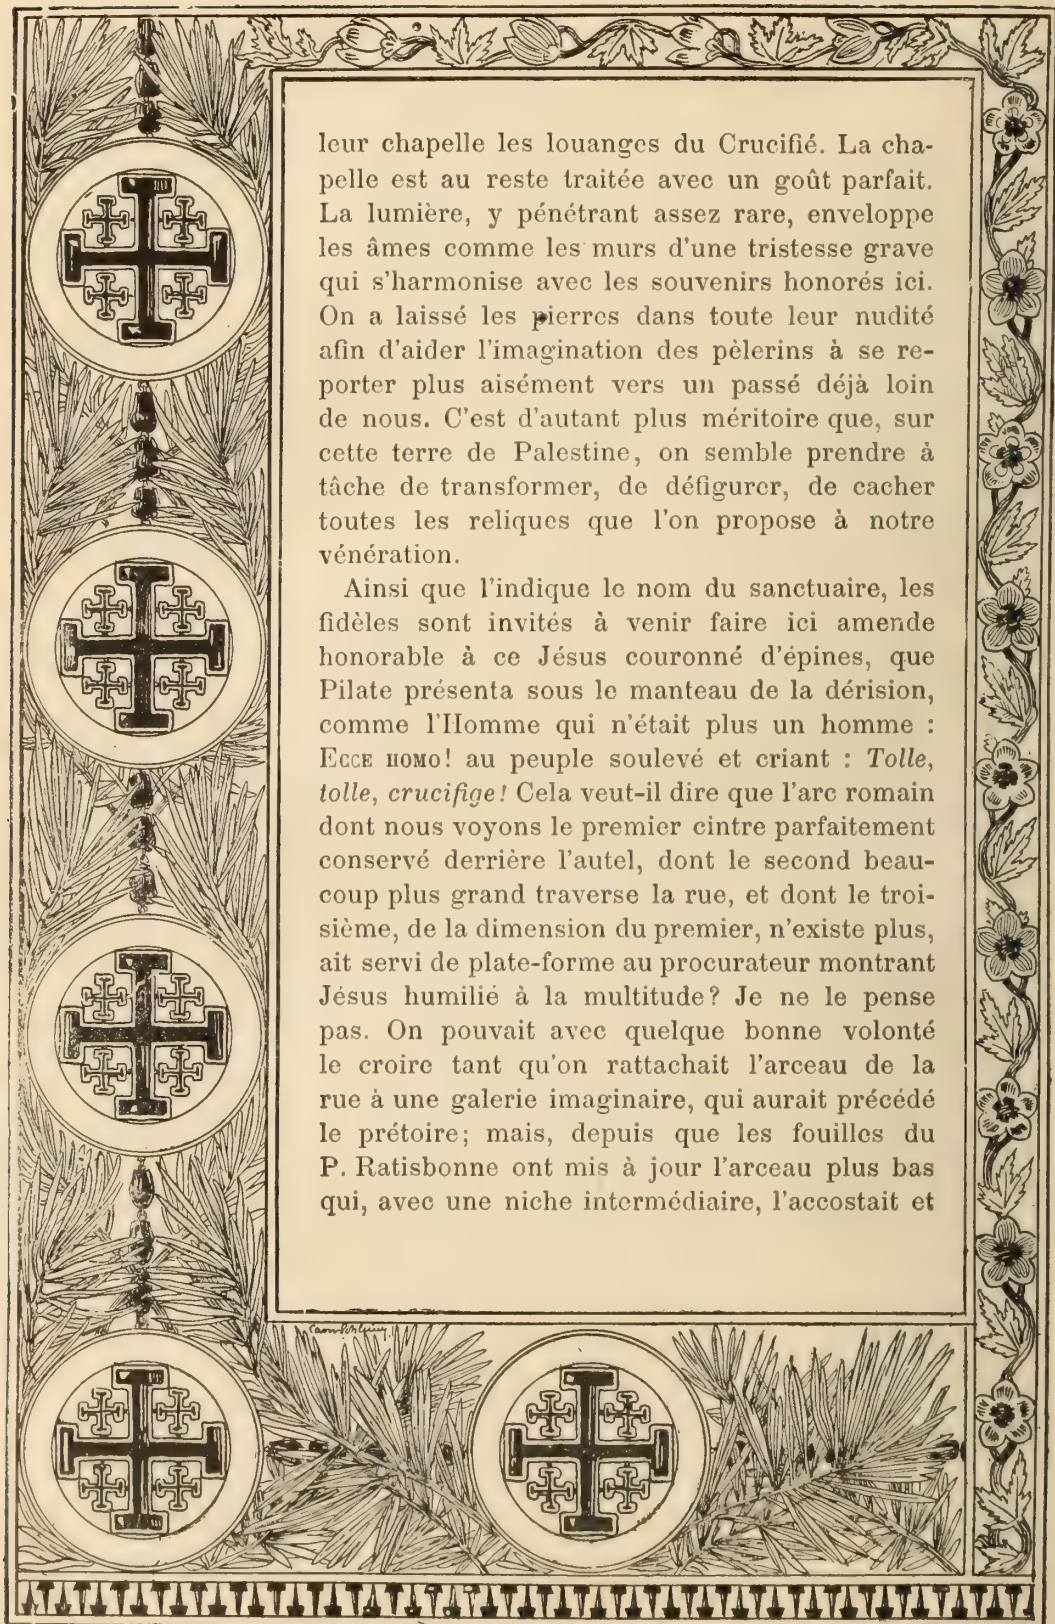 leur chapelle les louanges du Crucifié. La cha-
pelle est au reste traitée avec un goût parfait.
La lumière, y pénétrant assez rare, enveloppe
les âmes comme les murs d'une tristesse grave
qui s'harmonise avec les souvenirs honorés ici.
On a laissé les pierres dans toute leur nudité
afin d'aider l'imagination des pèlerins à se re-
porter plus aisément vers un passé déjà loin
de nous. C'est d'autant plus méritoire que, sur
cette terre de Palestine, on semble prendre à
tâche de transformer, de défigurer, de cacher
toutes les reliques que l'on propose à notre
vénération.
Ainsi que l'indique le nom du sanctuaire, les
fidèles sont invités à venir faire ici amende
honorable à ce Jésus couronné d'épines, que
Pilate présenta sous le manteau de la dérision,
comme l'Homme qui n'était plus un homme :
ECCE HOMO! au peuple soulevé et criant : Tolle,
tolle, crucifige! Cela veut-il dire que l'arc romain
dont nous voyons le premier cintre parfaitement
conservé derrière l'autel, dont le second beau-
coup plus grand traverse la rue, et dont le troi-
sième, de la dimension du premier, n'existe plus,
ait servi de plate-forme au procurateur montrant
Jésus humilié à la multitude? Je ne le pense
pas. On pouvait avec quelque bonne volonté
le croire tant qu'on rattachait l'arceau de la
rue à une galerie imaginaire, qui aurait précédé
le prétoire; mais, depuis que les fouilles du
P. Ratisbonne ont mis à jour l'arceau plus bas
qui, avec une niche intermédiaire, l'accostait et